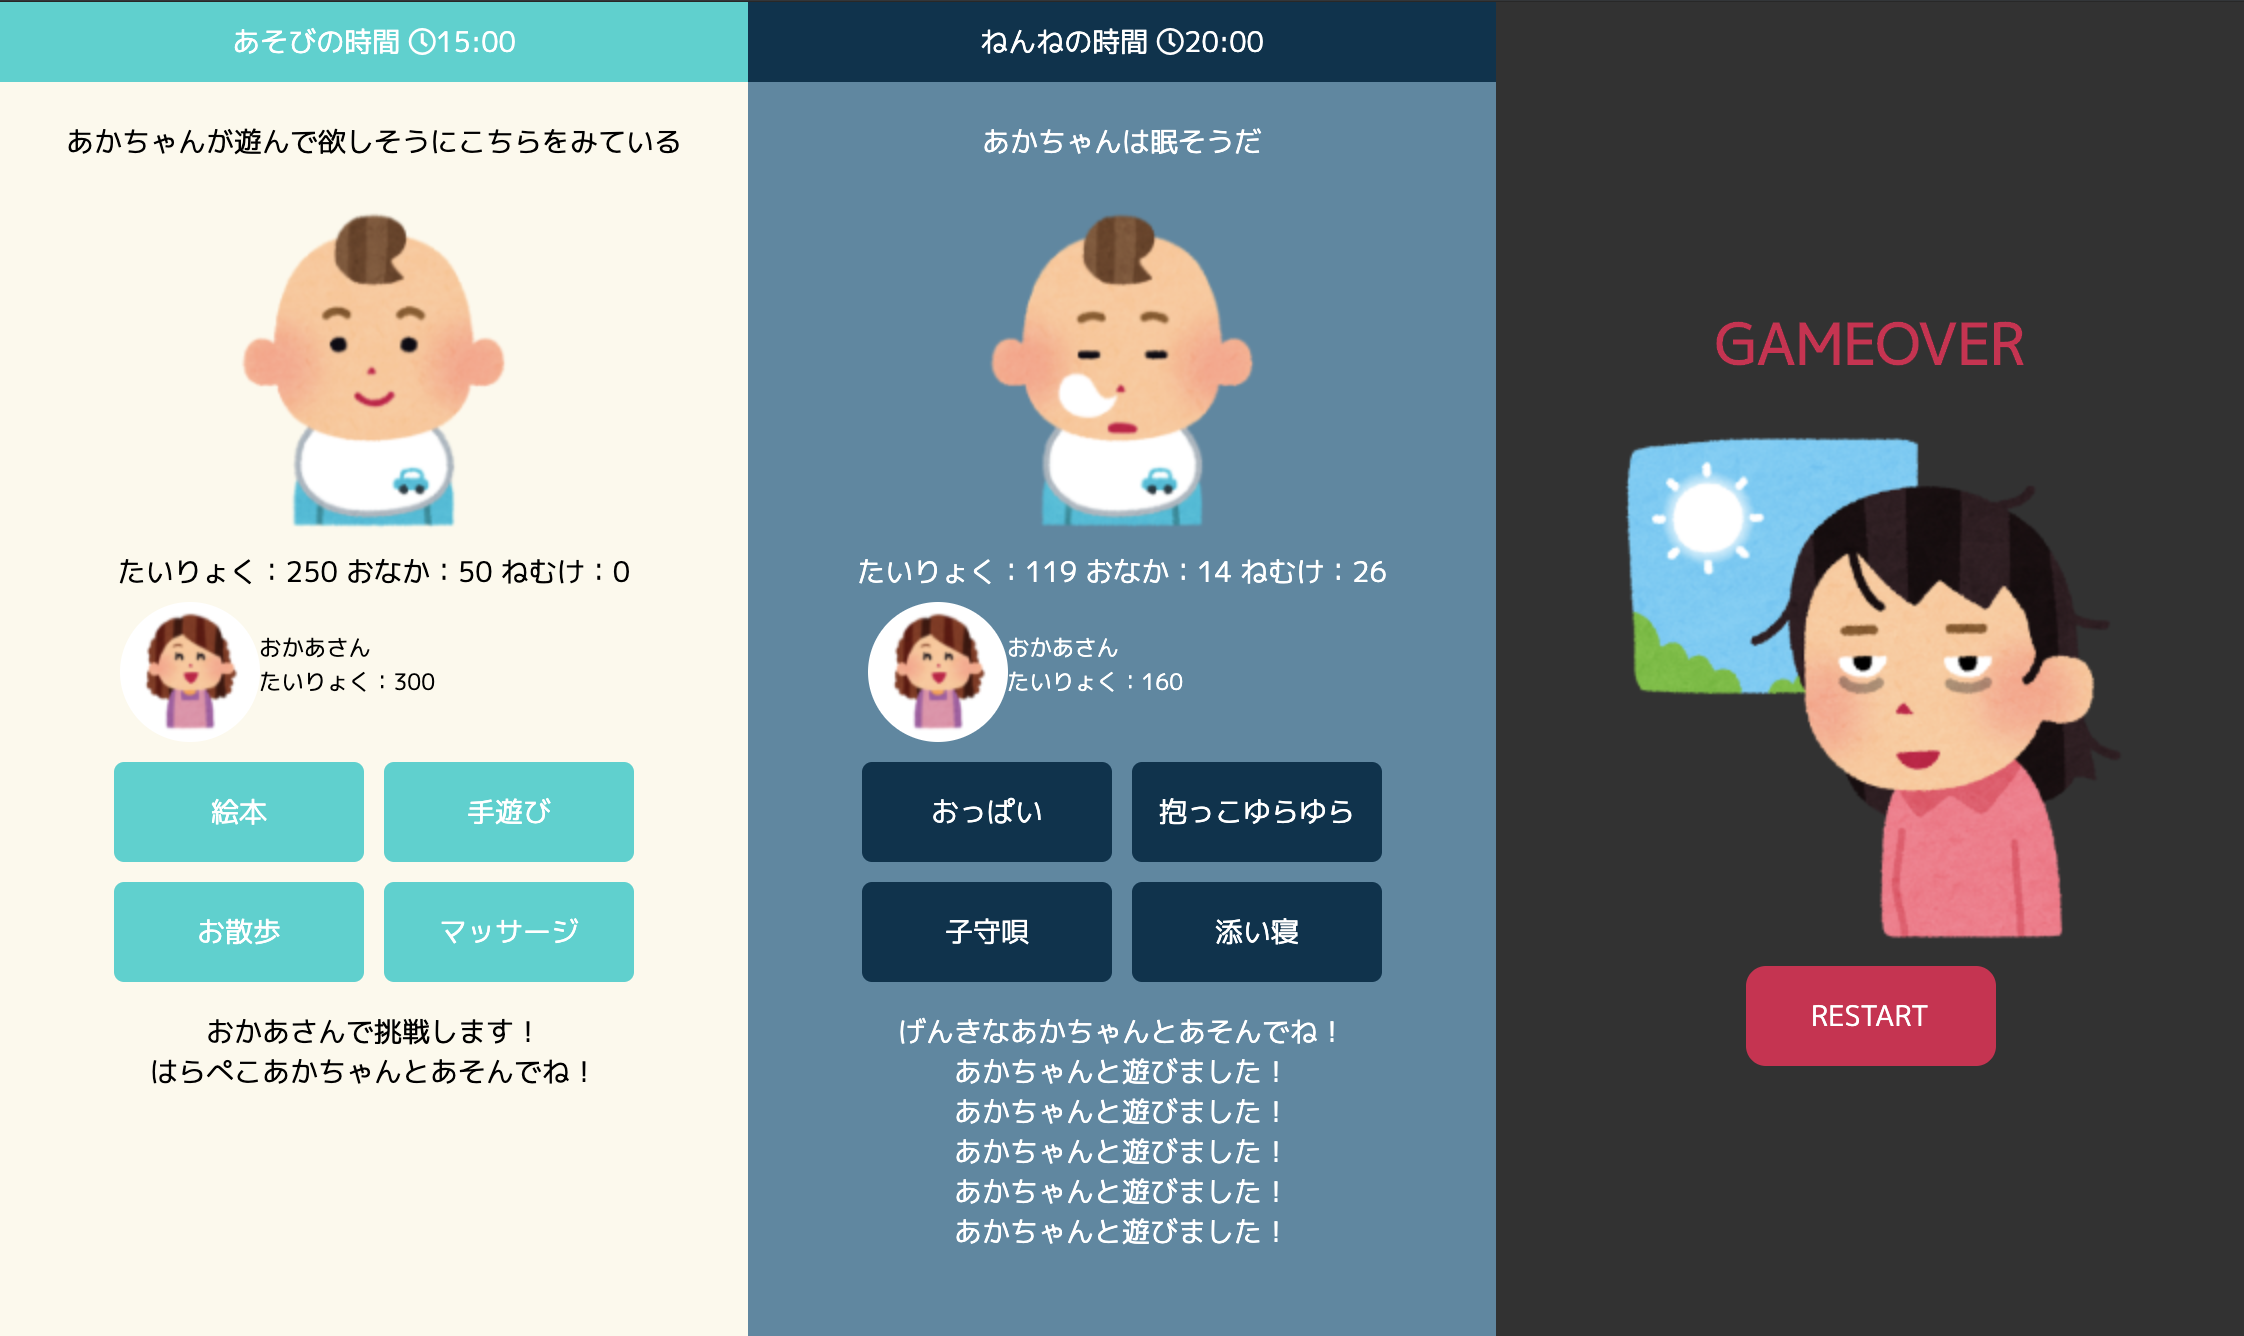 あそびの時間 15:00
あかちゃんが遊んで欲しそうにこちらをみている
たいりょく：250 おなか：50 ねむけ：0
おかあさん
たいりょく：300
絵本
手遊び
お散歩
マッサージ
おかあさんで挑戦します！
はらぺこあかちゃんとあそんでね！
ねんねの時間 20:00
あかちゃんは眠そうだ
たいりょく：119 おなか：14 ねむけ：26
おかあさん
たいりょく：160
おっぱい
抱っこゆらゆら
子守唄
添い寝
げんきなあかちゃんとあそんでね！
あかちゃんと遊びました！
あかちゃんと遊びました！
あかちゃんと遊びました！
あかちゃんと遊びました！
あかちゃんと遊びました！
GAMEOVER
RESTART